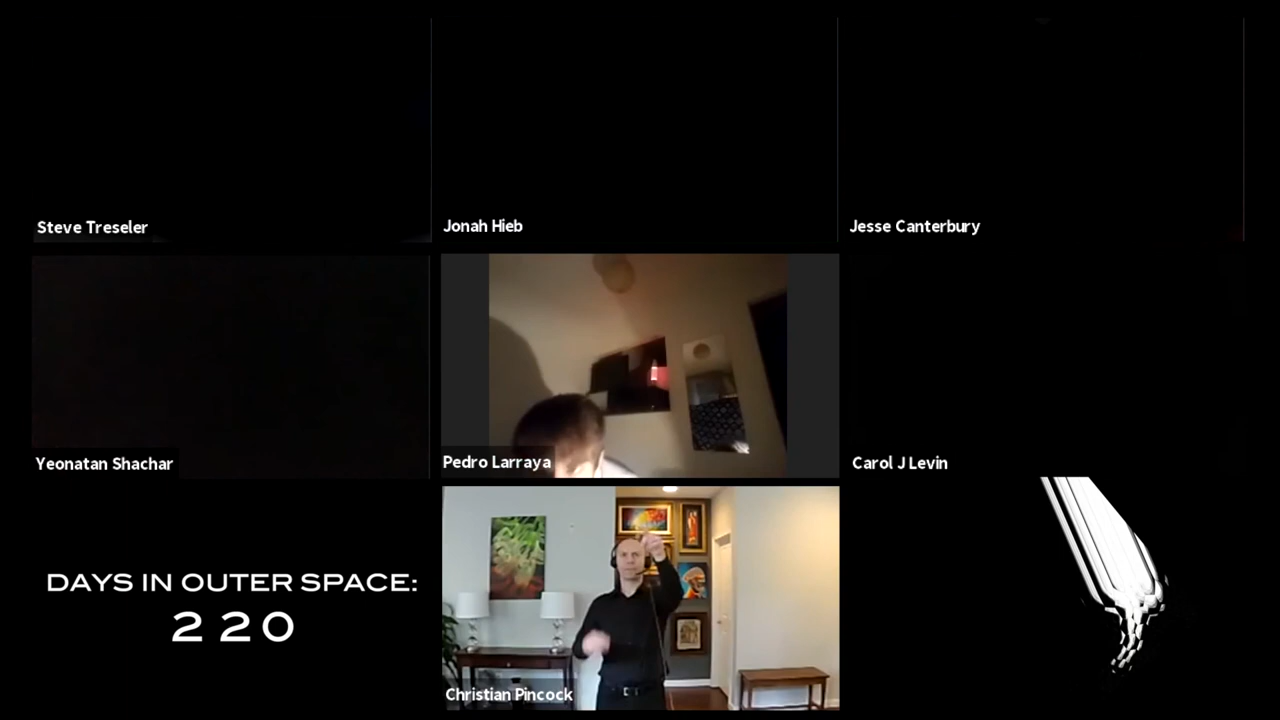 Steve Treseler
Jonah Hieb
Jesse Canterbury
Yeonatan Shachar
Pedro Larraya
Carol J Levin
DAYS IN OUTER SPACE:
220
Christian Pincock